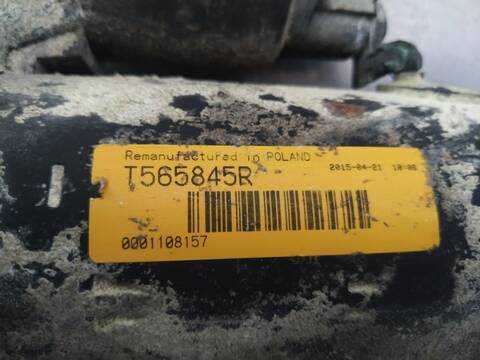 Remanufactured in POLAND
T565845R
2015-04-21 10:06
0001108157